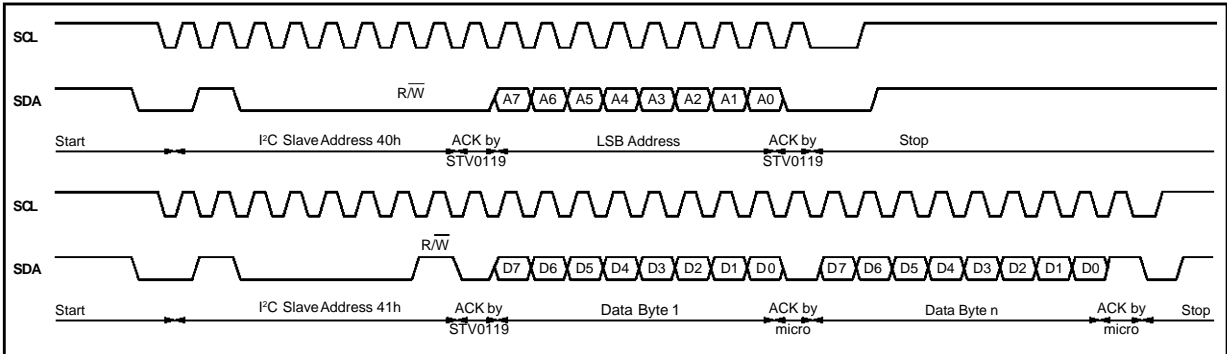 SCL
R/W
SDA A7 A6 A5 A4 A3 A2 A1 A0
Start I²C Slave Address 40h ACK by STV0119 LSB Address ACK by STV0119 Stop
SCL
R/W
SDA D7 D6 D5 D4 D3 D2 D1 D0 D7 D6 D5 D4 D3 D2 D1 D0
Start I²C Slave Address 41h ACK by STV0119 Data Byte 1 ACK by micro Data Byte n ACK by micro Stop